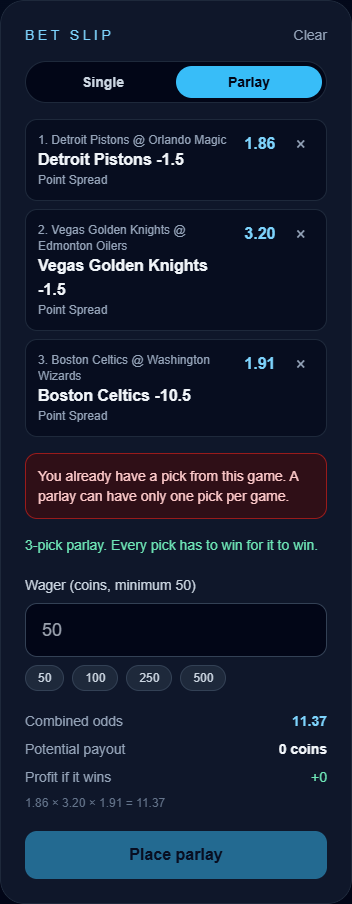 BET SLIP
Clear
Single
Parlay
1. Detroit Pistons @ Orlando Magic
1.86
×
Detroit Pistons -1.5
Point Spread
2. Vegas Golden Knights @
Edmonton Oilers
3.20
×
Vegas Golden Knights
-1.5
Point Spread
3. Boston Celtics @ Washington
Wizards
1.91
×
Boston Celtics -10.5
Point Spread
You already have a pick from this game. A
parlay can have only one pick per game.
3-pick parlay. Every pick has to win for it to win.
Wager (coins, minimum 50)
50
50
100
250
500
Combined odds
11.37
Potential payout
0 coins
Profit if it wins
+0
1.86 × 3.20 × 1.91 = 11.37
Place parlay